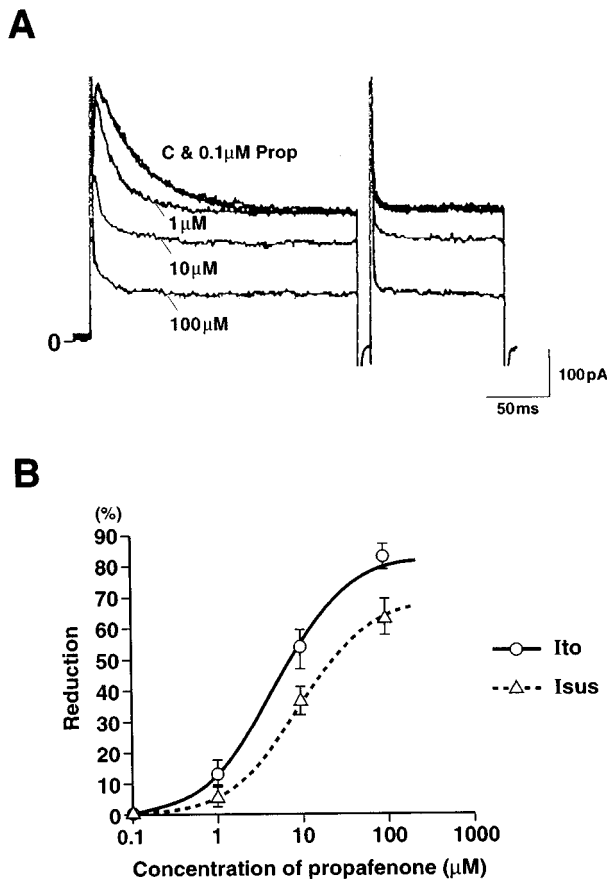 A
C & 0.1μM Prop
1μM
10μM
100μM
0
100pA
50ms
B
(%)
90
80
70
60
50
40
30
20
10
0
Reduction
0.1
1
10
100
1000
Concentration of propafenone (μM)
Ito
Isus